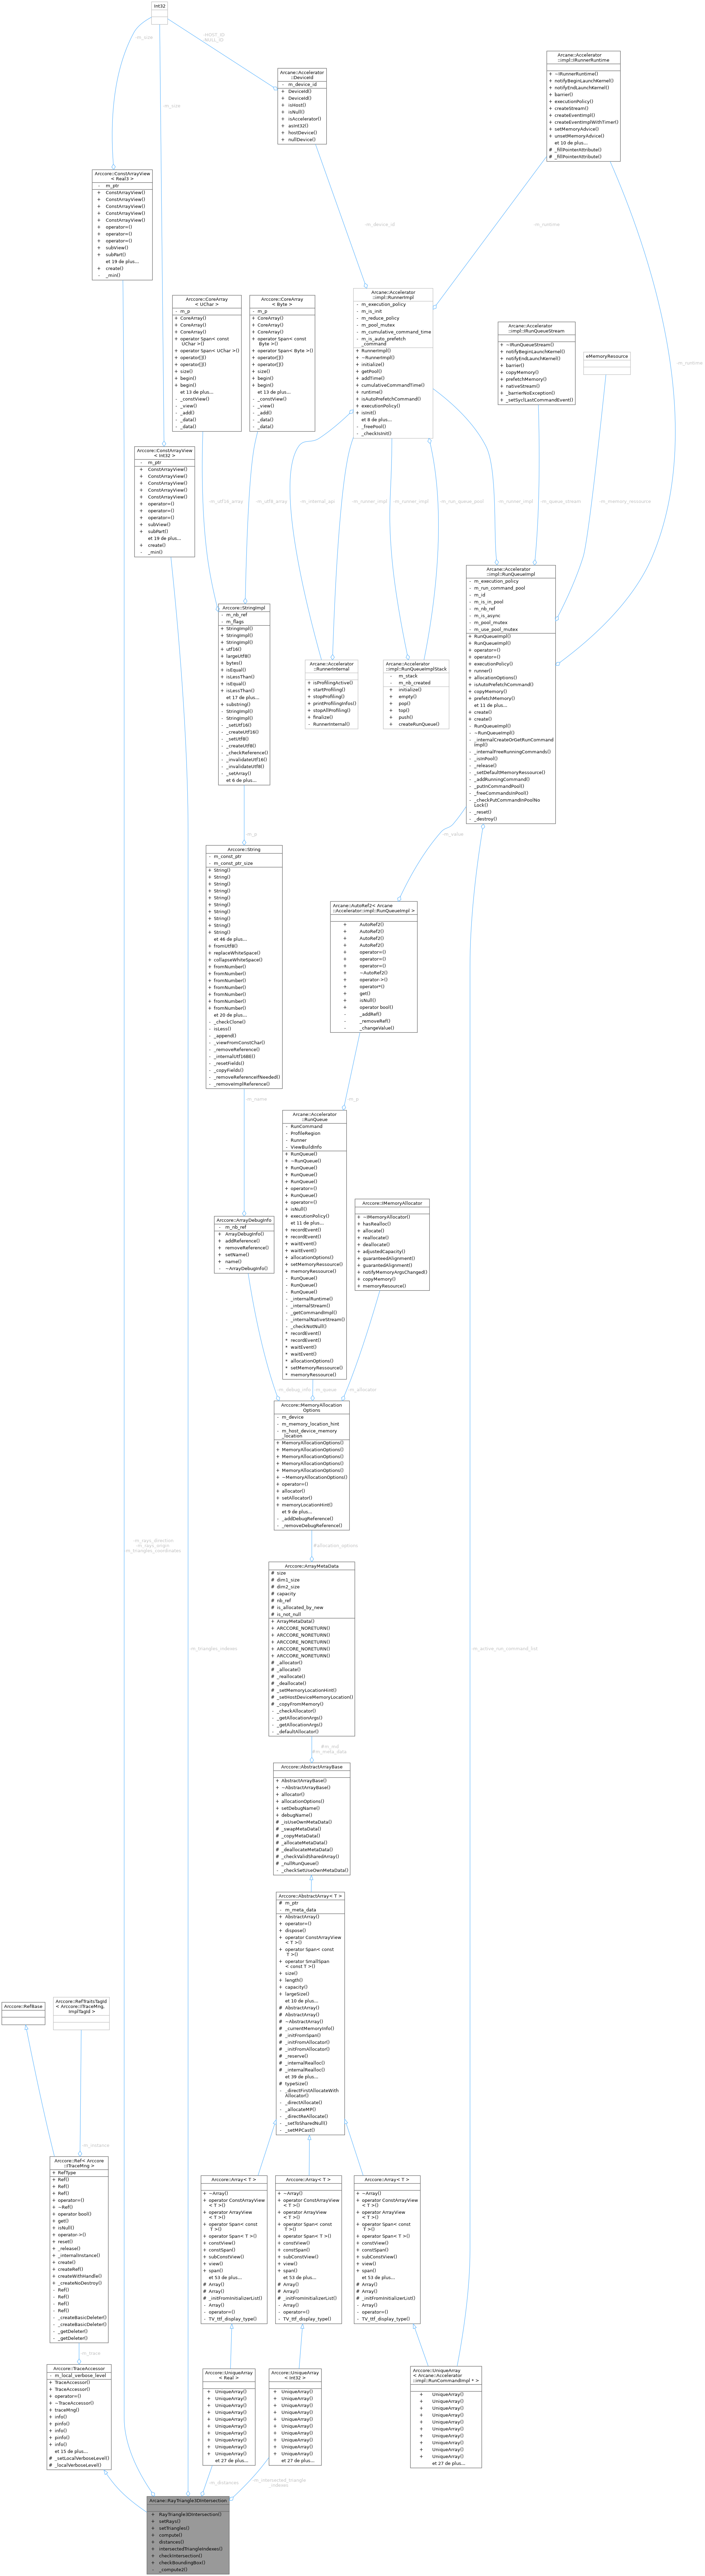 Int32
m_size
HOST_ID
NULL_ID
m_size
Arcane::Accelerator
::DeviceId
- m_device_id
+ DeviceId()
+ DeviceId()
+ isHost()
+ isNull()
+ isAccelerator()
+ asInt32()
+ hostDevice()
+ nullDevice()
Arcane::Accelerator
::impl::IRunnerRuntime
+ ~IRunnerRuntime()
+ notifyBeginLaunchKernel()
+ notifyEndLaunchKernel()
+ barrier()
+ executionPolicy()
+ createStream()
+ createEventImpl()
+ createEventImplWithTimer()
+ setMemoryAdvice()
+ unsetMemoryAdvice()
et 10 de plus...
# _fillPointerAttribute()
# _fillPointerAttribute()
Arccore::ConstArrayView
< Real3 >
- m_ptr
+ ConstArrayView()
+ ConstArrayView()
+ ConstArrayView()
+ ConstArrayView()
+ ConstArrayView()
+ operator=()
+ operator=()
+ operator=()
+ subView()
+ subPart()
et 19 de plus...
+ create()
- _min()
m_device_id
m_runtime
m_runtime
Arccore::CoreArray
< UChar >
- m_p
+ CoreArray()
+ CoreArray()
+ CoreArray()
+ operator Span< const
UChar >()
+ operator Span< UChar >()
+ operator[]()
+ operator[]()
+ size()
+ begin()
+ begin()
et 13 de plus...
- _constView()
- _view()
- _add()
- _data()
- _data()
Arccore::CoreArray
< Byte >
- m_p
+ CoreArray()
+ CoreArray()
+ CoreArray()
+ operator Span< const
Byte >()
+ operator Span< Byte >()
+ operator[]()
+ operator[]()
+ size()
+ begin()
+ begin()
et 13 de plus...
- _constView()
- _view()
- _add()
- _data()
- _data()
Arcane::Accelerator
::impl::RunnerImpl
- m_execution_policy
- m_is_init
- m_reduce_policy
- m_pool_mutex
- m_cumulative_command_time
- m_is_auto_prefetch
_command
+ RunnerImpl()
+ ~RunnerImpl()
+ initialize()
+ getPool()
+ addTime()
+ cumulativeCommandTime()
+ runtime()
+ isAutoPrefetchCommand()
+ executionPolicy()
+ isInit()
et 8 de plus...
- _freePool()
- _checkIsInit()
Arcane::Accelerator
::impl::IRunQueueStream
+ ~IRunQueueStream()
+ notifyBeginLaunchKernel()
+ notifyEndLaunchKernel()
+ barrier()
+ copyMemory()
+ prefetchMemory()
+ nativeStream()
+ _barrierNoException()
+ _setSyclLastCommandEvent()
eMemoryResource
Arccore::ConstArrayView
< Int32 >
- m_ptr
+ ConstArrayView()
+ ConstArrayView()
+ ConstArrayView()
+ ConstArrayView()
+ ConstArrayView()
+ operator=()
+ operator=()
+ operator=()
+ subView()
+ subPart()
et 19 de plus...
+ create()
- _min()
m_utf16_array
m_utf8_array
m_internal_api
m_runner_impl
m_runner_impl
m_run_queue_pool
m_runner_impl
m_queue_stream
m_memory_ressource
Arccore::StringImpl
- m_nb_ref
- m_flags
+ StringImpl()
+ StringImpl()
+ StringImpl()
+ utf16()
+ largeUtf8()
+ bytes()
+ isEqual()
+ isLessThan()
+ isEqual()
+ isLessThan()
et 17 de plus...
+ substring()
- StringImpl()
- StringImpl()
- _setUtf16()
- _createUtf16()
- _setUtf8()
- _createUtf8()
- _checkReference()
- _invalidateUtf16()
- _invalidateUtf8()
- _setArray()
et 6 de plus...
Arcane::Accelerator
::RunnerInternal
+ isProfilingActive()
+ startProfiling()
+ stopProfiling()
+ printProfilingInfos()
+ stopAllProfiling()
+ finalize()
- RunnerInternal()
Arcane::Accelerator
::impl::RunQueueImplStack
- m_stack
- m_nb_created
+ initialize()
+ empty()
+ pop()
+ top()
+ push()
+ createRunQueue()
Arcane::Accelerator
::impl::RunQueueImpl
- m_execution_policy
- m_run_command_pool
- m_id
- m_is_in_pool
- m_nb_ref
- m_is_async
- m_pool_mutex
- m_use_pool_mutex
+ RunQueueImpl()
+ RunQueueImpl()
+ operator=()
+ operator=()
+ executionPolicy()
+ runner()
+ allocationOptions()
+ isAutoPrefetchCommand()
+ copyMemory()
+ prefetchMemory()
et 11 de plus...
+ create()
+ create()
- RunQueueImpl()
- ~RunQueueImpl()
- _internalCreateOrGetRunCommand
Impl()
- _internalFreeRunningCommands()
- _isInPool()
- _release()
- _setDefaultMemoryRessource()
- _addRunningCommand()
- _putInCommandPool()
- _freeCommandsInPool()
- _checkPutCommandInPoolNo
Lock()
- _reset()
- _destroy()
m_p
m_value
Arccore::String
- m_const_ptr
- m_const_ptr_size
+ String()
+ String()
+ String()
+ String()
+ String()
+ String()
+ String()
+ String()
+ String()
+ String()
et 46 de plus...
+ fromUtf8()
+ replaceWhiteSpace()
+ collapseWhiteSpace()
+ fromNumber()
+ fromNumber()
+ fromNumber()
+ fromNumber()
+ fromNumber()
+ fromNumber()
+ fromNumber()
et 20 de plus...
- _checkClone()
- isLess()
- _append()
- _viewFromConstChar()
- _removeReference()
- _internalUtf16BE()
- _resetFields()
- _copyFields()
- _removeReferenceIfNeeded()
- _removeImplReference()
Arcane::AutoRef2< Arcane
::Accelerator::impl::RunQueueImpl >
+ AutoRef2()
+ AutoRef2()
+ AutoRef2()
+ AutoRef2()
+ operator=()
+ operator=()
+ operator=()
+ ~AutoRef2()
+ operator->()
+ operator*()
+ get()
+ isNull()
+ operator bool()
- _addRef()
- _removeRef()
- _changeValue()
m_name
m_p
Arcane::Accelerator
::RunQueue
- RunCommand
- ProfileRegion
- Runner
- ViewBuildInfo
+ RunQueue()
+ ~RunQueue()
+ RunQueue()
+ RunQueue()
+ RunQueue()
+ operator=()
+ RunQueue()
+ operator=()
+ isNull()
+ executionPolicy()
et 11 de plus...
+ recordEvent()
+ recordEvent()
+ waitEvent()
+ waitEvent()
+ allocationOptions()
+ setMemoryRessource()
+ memoryRessource()
- RunQueue()
- RunQueue()
- RunQueue()
- _internalRuntime()
- _internalStream()
- _getCommandImpl()
- _internalNativeStream()
- _checkNotNull()
* recordEvent()
* recordEvent()
* waitEvent()
* waitEvent()
* allocationOptions()
* setMemoryRessource()
* memoryRessource()
Arccore::IMemoryAllocator
+ ~IMemoryAllocator()
+ hasRealloc()
+ allocate()
+ reallocate()
+ deallocate()
+ adjustedCapacity()
+ guaranteedAlignment()
+ guarantedAlignment()
+ notifyMemoryArgsChanged()
+ copyMemory()
+ memoryResource()
Arccore::ArrayDebugInfo
- m_nb_ref
+ ArrayDebugInfo()
+ addReference()
+ removeReference()
+ setName()
+ name()
- ~ArrayDebugInfo()
m_debug_info
m_queue
m_allocator
Arccore::MemoryAllocation
Options
- m_device
- m_memory_location_hint
- m_host_device_memory
_location
+ MemoryAllocationOptions()
+ MemoryAllocationOptions()
+ MemoryAllocationOptions()
+ MemoryAllocationOptions()
+ MemoryAllocationOptions()
+ ~MemoryAllocationOptions()
+ operator=()
+ allocator()
+ setAllocator()
+ memoryLocationHint()
et 9 de plus...
- _addDebugReference()
- _removeDebugReference()
m_rays_direction
m_rays_origin
m_triangles_coordinates
#allocation_options
m_triangles_indexes
m_active_run_command_list
Arccore::ArrayMetaData
# size
# dim1_size
# dim2_size
# capacity
# nb_ref
# is_allocated_by_new
# is_not_null
+ ArrayMetaData()
+ ARCCORE_NORETURN()
+ ARCCORE_NORETURN()
+ ARCCORE_NORETURN()
+ ARCCORE_NORETURN()
+ ARCCORE_NORETURN()
# _allocator()
# _allocate()
# _reallocate()
# _deallocate()
# _setMemoryLocationHint()
# _setHostDeviceMemoryLocation()
# _copyFromMemory()
- _checkAllocator()
- _getAllocationArgs()
- _getAllocationArgs()
- _defaultAllocator()
#m_md
#m_meta_data
Arccore::AbstractArrayBase
+ AbstractArrayBase()
+ ~AbstractArrayBase()
+ allocator()
+ allocationOptions()
+ setDebugName()
+ debugName()
# _isUseOwnMetaData()
# _swapMetaData()
# _copyMetaData()
# _allocateMetaData()
# _deallocateMetaData()
# _checkValidSharedArray()
# _nullRunQueue()
- _checkSetUseOwnMetaData()
Arccore::AbstractArray< T >
# m_ptr
- m_meta_data
+ AbstractArray()
+ operator=()
+ dispose()
+ operator ConstArrayView
< T >()
+ operator Span< const
T >()
+ operator SmallSpan
< const T >()
+ size()
+ length()
+ capacity()
+ largeSize()
et 10 de plus...
# AbstractArray()
# AbstractArray()
# ~AbstractArray()
# _currentMemoryInfo()
# _initFromSpan()
# _initFromAllocator()
# _initFromAllocator()
# _reserve()
# _internalRealloc()
# _internalRealloc()
et 39 de plus...
# typeSize()
- _directFirstAllocateWith
Allocator()
- _directAllocate()
- _allocateMP()
- _directReAllocate()
- _setToSharedNull()
- _setMPCast()
Arccore::RefBase
Arccore::RefTraitsTagId
< Arccore::ITraceMng,
ImplTagId >
m_instance
Arccore::Ref< Arccore
::ITraceMng >
+ RefType
+ Ref()
+ Ref()
+ Ref()
+ operator=()
+ ~Ref()
+ operator bool()
+ get()
+ isNull()
+ operator->()
+ reset()
+ _release()
+ _internalInstance()
+ create()
+ createRef()
+ createWithHandle()
+ _createNoDestroy()
- Ref()
- Ref()
- Ref()
- Ref()
- _createBasicDeleter()
- _createBasicDeleter()
- _getDeleter()
- _getDeleter()
Arccore::Array< T >
+ ~Array()
+ operator ConstArrayView
< T >()
+ operator ArrayView
< T >()
+ operator Span< const
T >()
+ operator Span< T >()
+ constView()
+ constSpan()
+ subConstView()
+ view()
+ span()
et 53 de plus...
# Array()
# Array()
# _initFromInitializerList()
- Array()
- operator=()
- TV_ttf_display_type()
Arccore::Array< T >
+ ~Array()
+ operator ConstArrayView
< T >()
+ operator ArrayView
< T >()
+ operator Span< const
T >()
+ operator Span< T >()
+ constView()
+ constSpan()
+ subConstView()
+ view()
+ span()
et 53 de plus...
# Array()
# Array()
# _initFromInitializerList()
- Array()
- operator=()
- TV_ttf_display_type()
Arccore::Array< T >
+ ~Array()
+ operator ConstArrayView
< T >()
+ operator ArrayView
< T >()
+ operator Span< const
T >()
+ operator Span< T >()
+ constView()
+ constSpan()
+ subConstView()
+ view()
+ span()
et 53 de plus...
# Array()
# Array()
# _initFromInitializerList()
- Array()
- operator=()
- TV_ttf_display_type()
m_trace
Arccore::TraceAccessor
- m_local_verbose_level
+ TraceAccessor()
+ TraceAccessor()
+ operator=()
+ ~TraceAccessor()
+ traceMng()
+ info()
+ pinfo()
+ info()
+ pinfo()
+ info()
et 15 de plus...
# _setLocalVerboseLevel()
# _localVerboseLevel()
Arccore::UniqueArray
< Real >
+ UniqueArray()
+ UniqueArray()
+ UniqueArray()
+ UniqueArray()
+ UniqueArray()
+ UniqueArray()
+ UniqueArray()
+ UniqueArray()
+ UniqueArray()
+ UniqueArray()
et 27 de plus...
Arccore::UniqueArray
< Int32 >
+ UniqueArray()
+ UniqueArray()
+ UniqueArray()
+ UniqueArray()
+ UniqueArray()
+ UniqueArray()
+ UniqueArray()
+ UniqueArray()
+ UniqueArray()
+ UniqueArray()
et 27 de plus...
Arccore::UniqueArray
< Arcane::Accelerator
::impl::RunCommandImpl * >
+ UniqueArray()
+ UniqueArray()
+ UniqueArray()
+ UniqueArray()
+ UniqueArray()
+ UniqueArray()
+ UniqueArray()
+ UniqueArray()
+ UniqueArray()
+ UniqueArray()
et 27 de plus...
m_distances
m_intersected_triangle
_indexes
Arcane::RayTriangle3DIntersection
+ RayTriangle3DIntersection()
+ setRays()
+ setTriangles()
+ compute()
+ distances()
+ intersectedTriangleIndexes()
+ checkIntersection()
+ checkBoundingBox()
- _compute2()